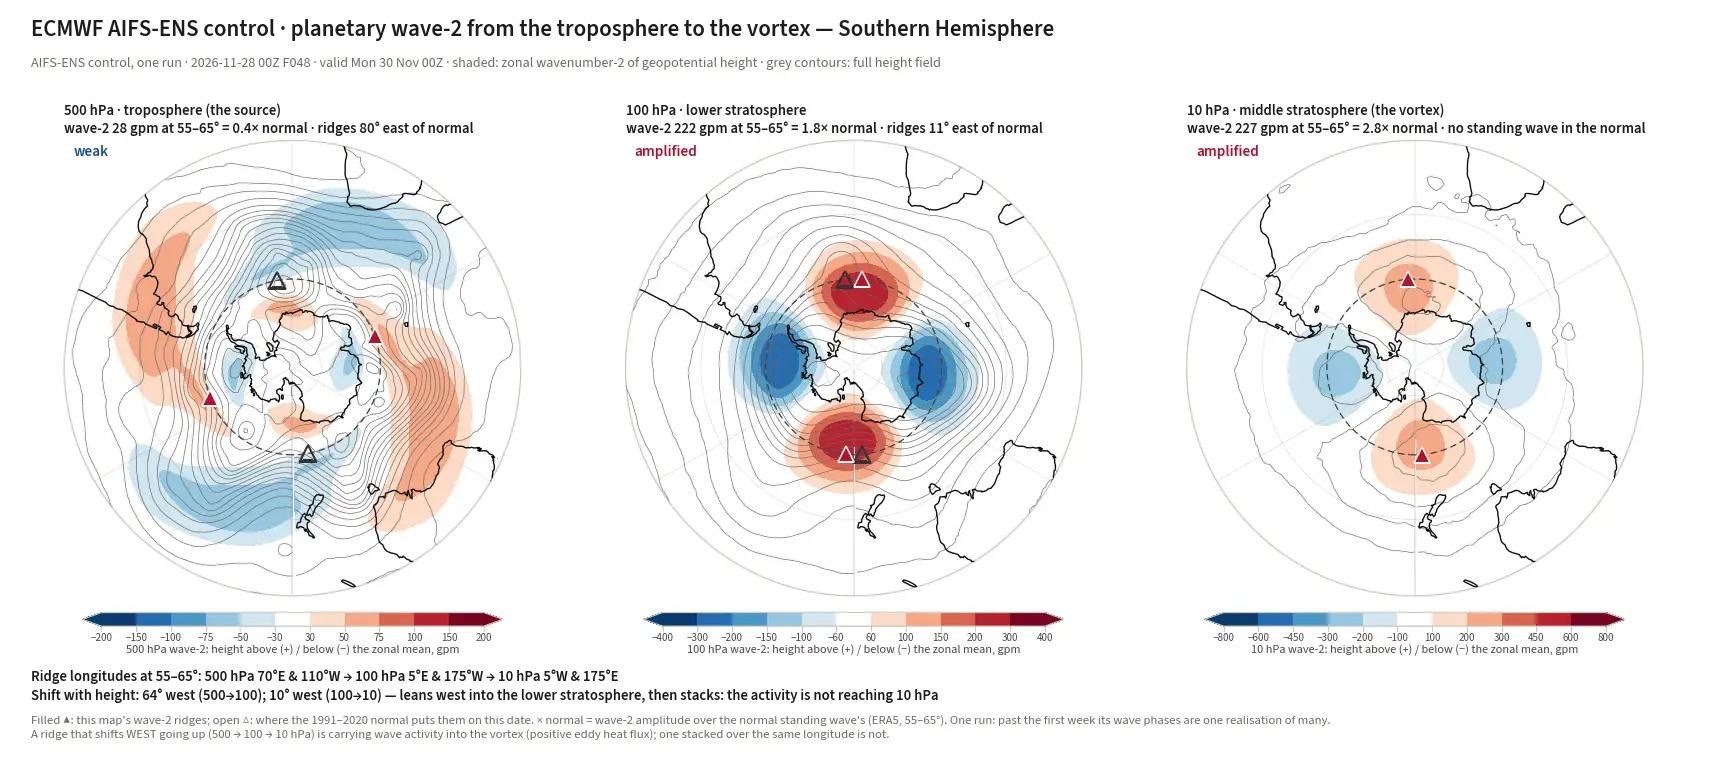 ECMWF AIFS-ENS control · planetary wave-2 from the troposphere to the vortex — Southern Hemisphere
AIFS-ENS control, one run · 2026-11-28 00Z F048 · valid Mon 30 Nov 00Z · shaded: zonal wavenumber-2 of geopotential height · grey contours: full height field
500 hPa · troposphere (the source)
wave-2 28 gpm at 55–65° = 0.4× normal · ridges 80° east of normal
weak
100 hPa · lower stratosphere
wave-2 222 gpm at 55–65° = 1.8× normal · ridges 11° east of normal
amplified
10 hPa · middle stratosphere (the vortex)
wave-2 227 gpm at 55–65° = 2.8× normal · no standing wave in the normal
amplified
−200 −150 −100 −75 −50 −30 30 50 75 100 150 200
500 hPa wave-2: height above (+) / below (−) the zonal mean, gpm
−400 −300 −200 −150 −100 −60 60 100 150 200 300 400
100 hPa wave-2: height above (+) / below (−) the zonal mean, gpm
−800 −600 −450 −300 −200 −100 100 200 300 450 600 800
10 hPa wave-2: height above (+) / below (−) the zonal mean, gpm
Ridge longitudes at 55–65°: 500 hPa 70°E & 110°W → 100 hPa 5°E & 175°W → 10 hPa 5°W & 175°E
Shift with height: 64° west (500→100); 10° west (100→10) — leans west into the lower stratosphere, then stacks: the activity is not reaching 10 hPa
Filled ▲: this map's wave-2 ridges; open △: where the 1991–2020 normal puts them on this date. × normal = wave-2 amplitude over the normal standing wave's (ERA5, 55–65°). One run: past the first week its wave phases are one realisation of many.
A ridge that shifts WEST going up (500 → 100 → 10 hPa) is carrying wave activity into the vortex (positive eddy heat flux); one stacked over the same longitude is not.